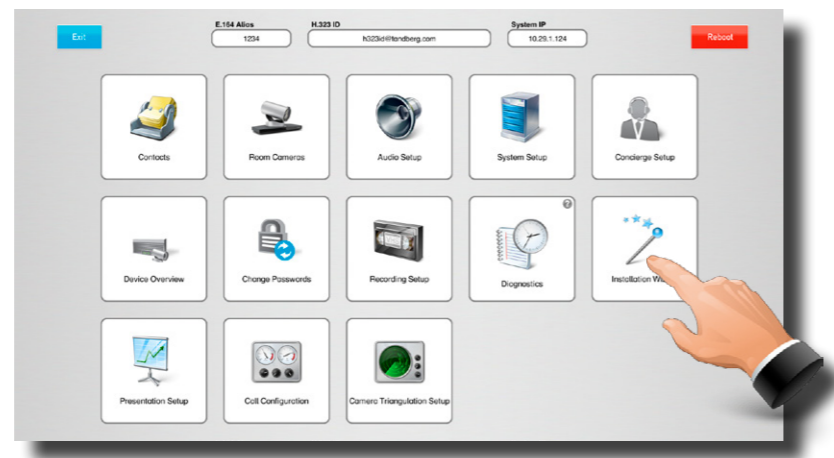 Exit
E.164 Alias
1234
H.323 ID
h323id@tandberg.com
System IP
10.29.1.124
Reboot
Contacts
Room Cameras
Audio Setup
System Setup
Concierge Setup
Device Overview
Change Passwords
Recording Setup
?
Diagnostics
Installation
Presentation Setup
Call Configuration
Camera Triangulation Setup